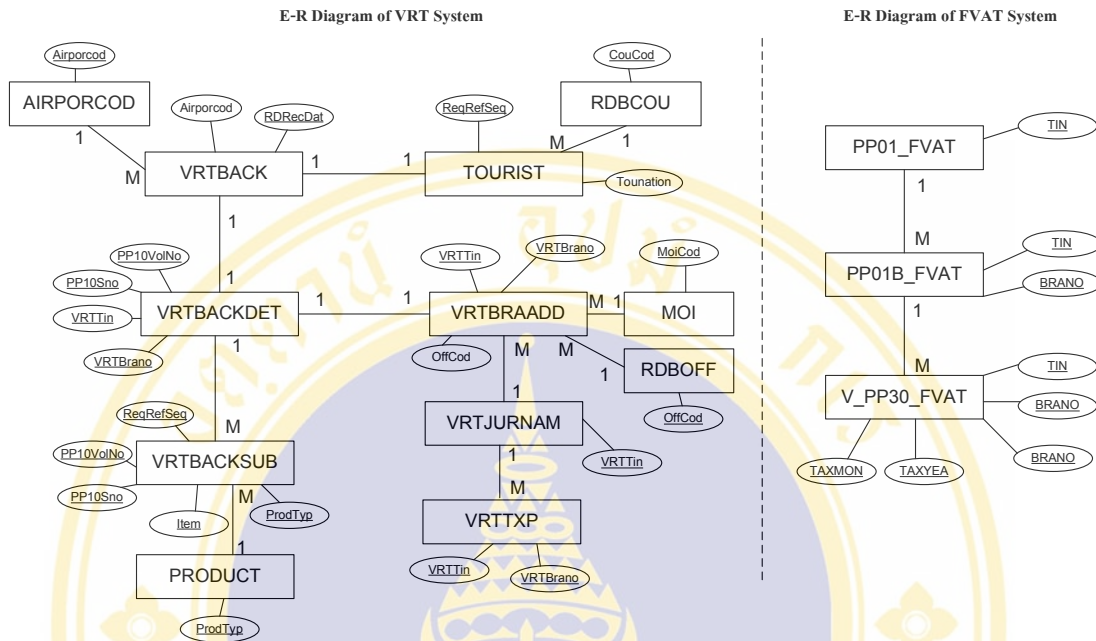 E-R Diagram of VRT System
Airporcod
AIRPORCOD
1
M
Airporcod
RDRecDat
VRTBACK
1
1
ReqRefSeq
TOURIST
Tounation
M
1
CouCod
RDBCOU
1
1
PP10VolNo
PP10Sno
VRTTin
VRTBrano
VRTBACKDET
1
1
VRTTin
VRTBrano
VRTBRAADD
OffCod
M
1
MoiCod
MOI
M
1
RDBOFF
OffCod
M
1
VRTJURNAM
VRTTin
1
M
VRTTXP
VRTTin
VRTBrano
1
M
ReqRefSeq
PP10VolNo
PP10Sno
VRTBACKSUB
Item
ProdTyp
M
1
PRODUCT
ProdTyp
E-R Diagram of FVAT System
PP01_FVAT
TIN
1
M
PP01B_FVAT
TIN
BRANO
1
M
V_PP30_FVAT
TIN
BRANO
BRANO
TAXMON
TAXYEA